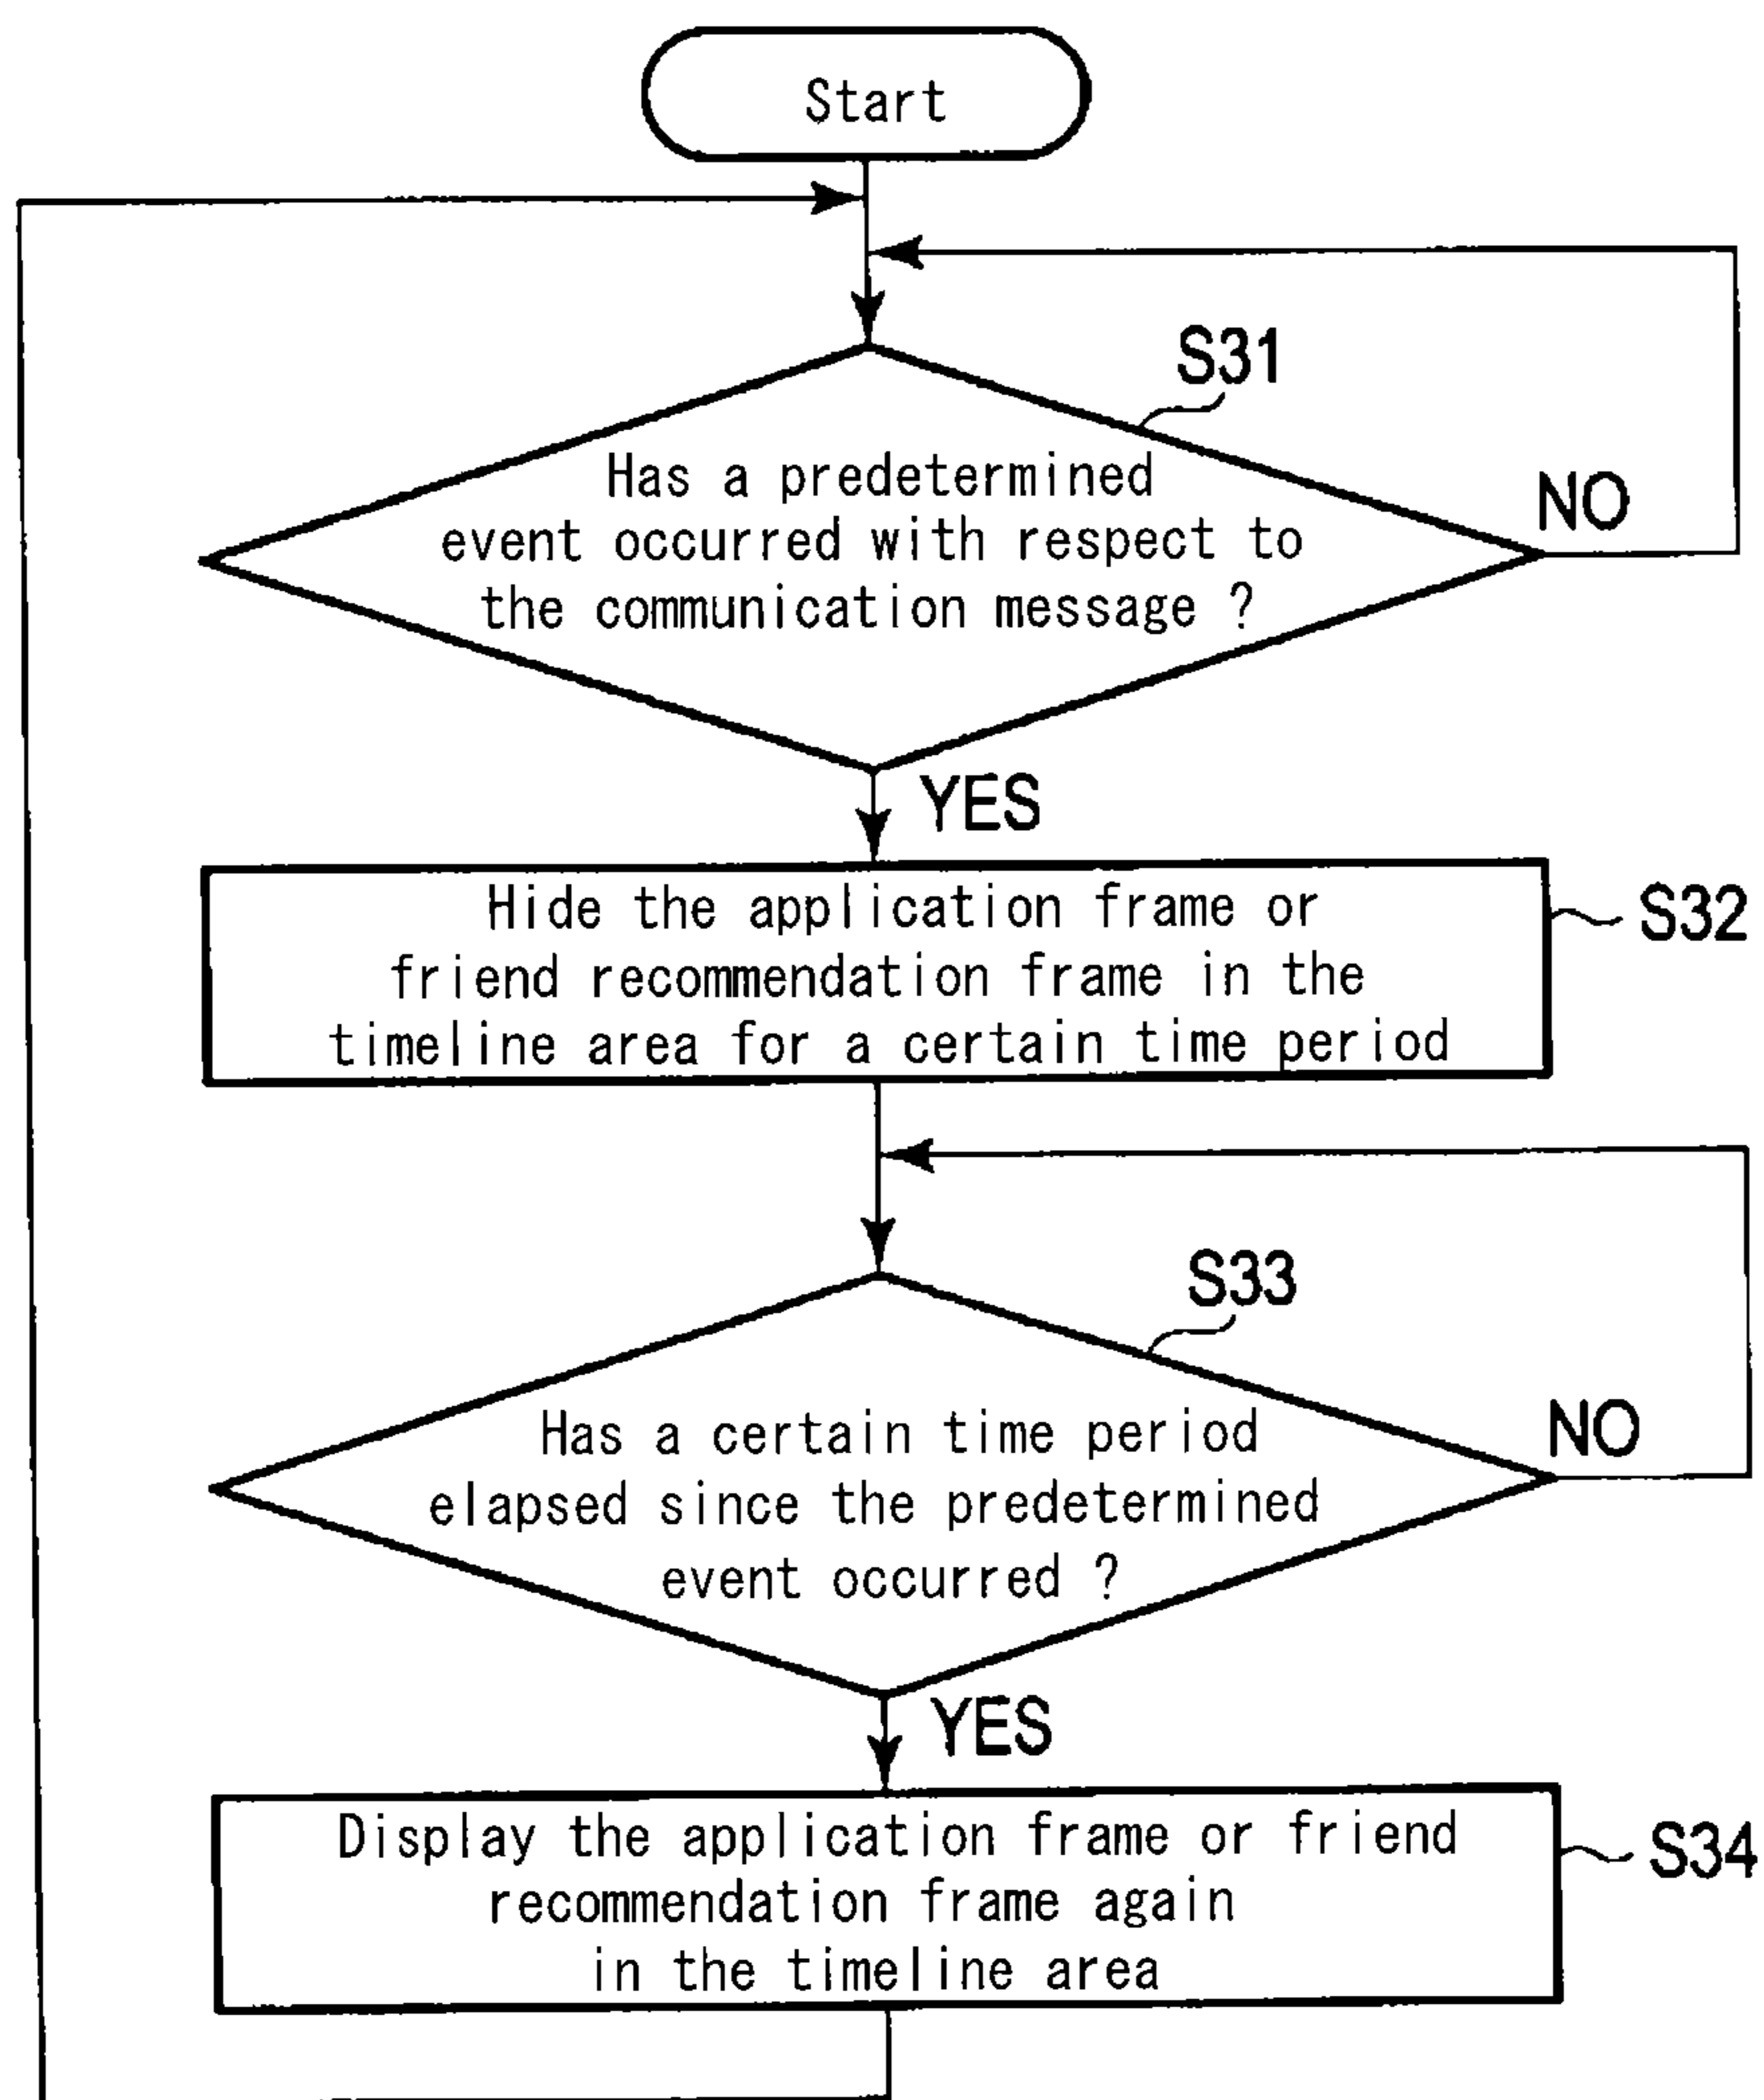 Start
S31
Has a predetermined
event occurred with respect to
the communication message ?
NO
YES
Hide the application frame or
friend recommendation frame in the
timeline area for a certain time period
S32
S33
Has a certain time period
elapsed since the predetermined
event occurred ?
NO
YES
Display the application frame or friend
recommendation frame again
in the timeline area
S34